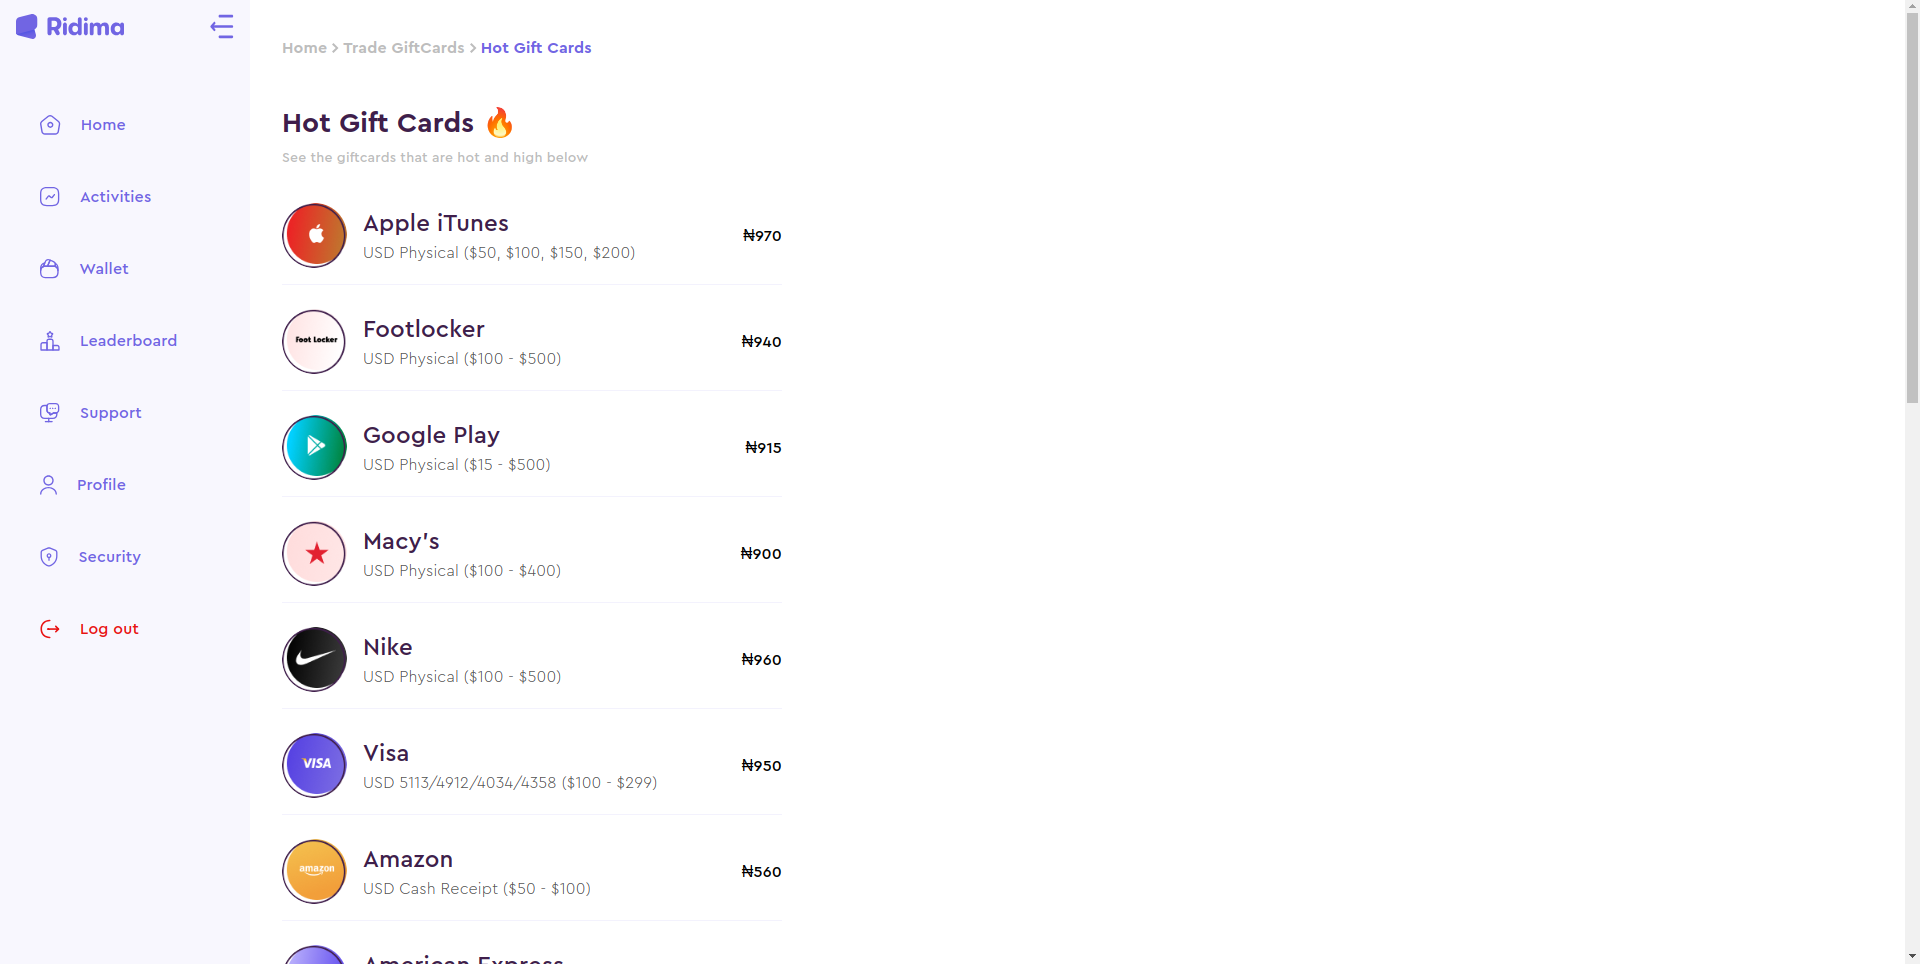 Ridima
Home
Activities
Wallet
Leaderboard
Support
Profile
Security
Log out
Home > Trade GiftCards > Hot Gift Cards
Hot Gift Cards 🔥
See the giftcards that are hot and high below
Apple iTunes
USD Physical ($50, $100, $150, $200)
₦970
Foot Locker
Footlocker
USD Physical ($100 - $500)
₦940
Google Play
USD Physical ($15 - $500)
₦915
Macy's
USD Physical ($100 - $400)
₦900
Nike
USD Physical ($100 - $500)
₦960
VISA
Visa
USD 5113/4912/4034/4358 ($100 - $299)
₦950
amazon
Amazon
USD Cash Receipt ($50 - $100)
₦560
American Express